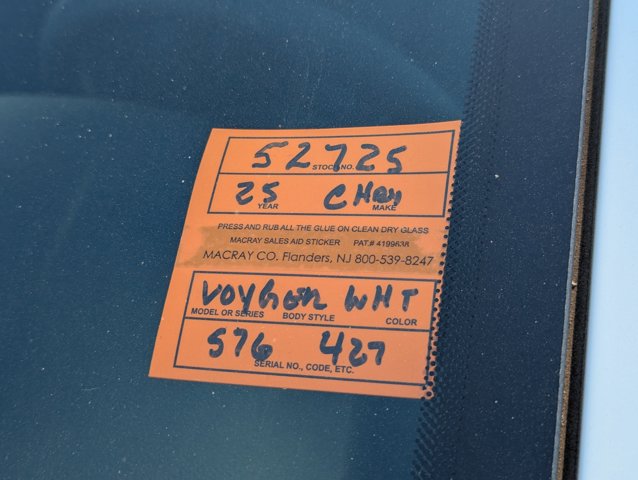 52725
STOCK NO.
25 CHRY
YEAR MAKE
PRESS AND RUB ALL THE GLUE ON CLEAN DRY GLASS
MACRAY SALES AID STICKER PAT.# 4199638
MACRAY CO. Flanders, NJ 800-539-8247
VOYGER WHT
MODEL OR SERIES BODY STYLE COLOR
576 427
SERIAL NO., CODE, ETC.